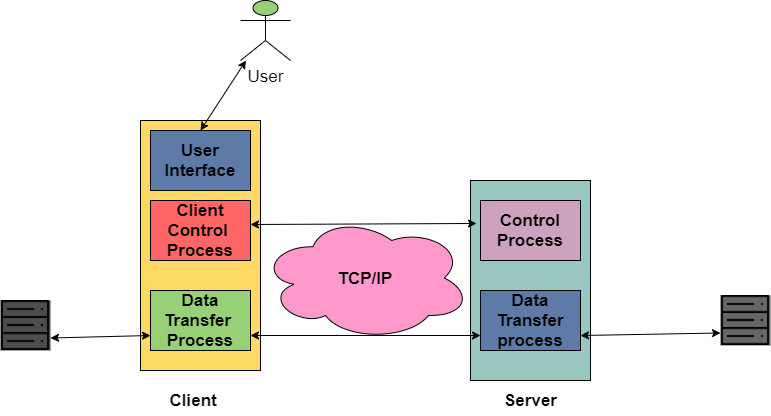 User
User
Interface
Client
Control
Process
Control
Process
TCP/IP
Data
Transfer
Process
Data
Transfer
process
Client
Server